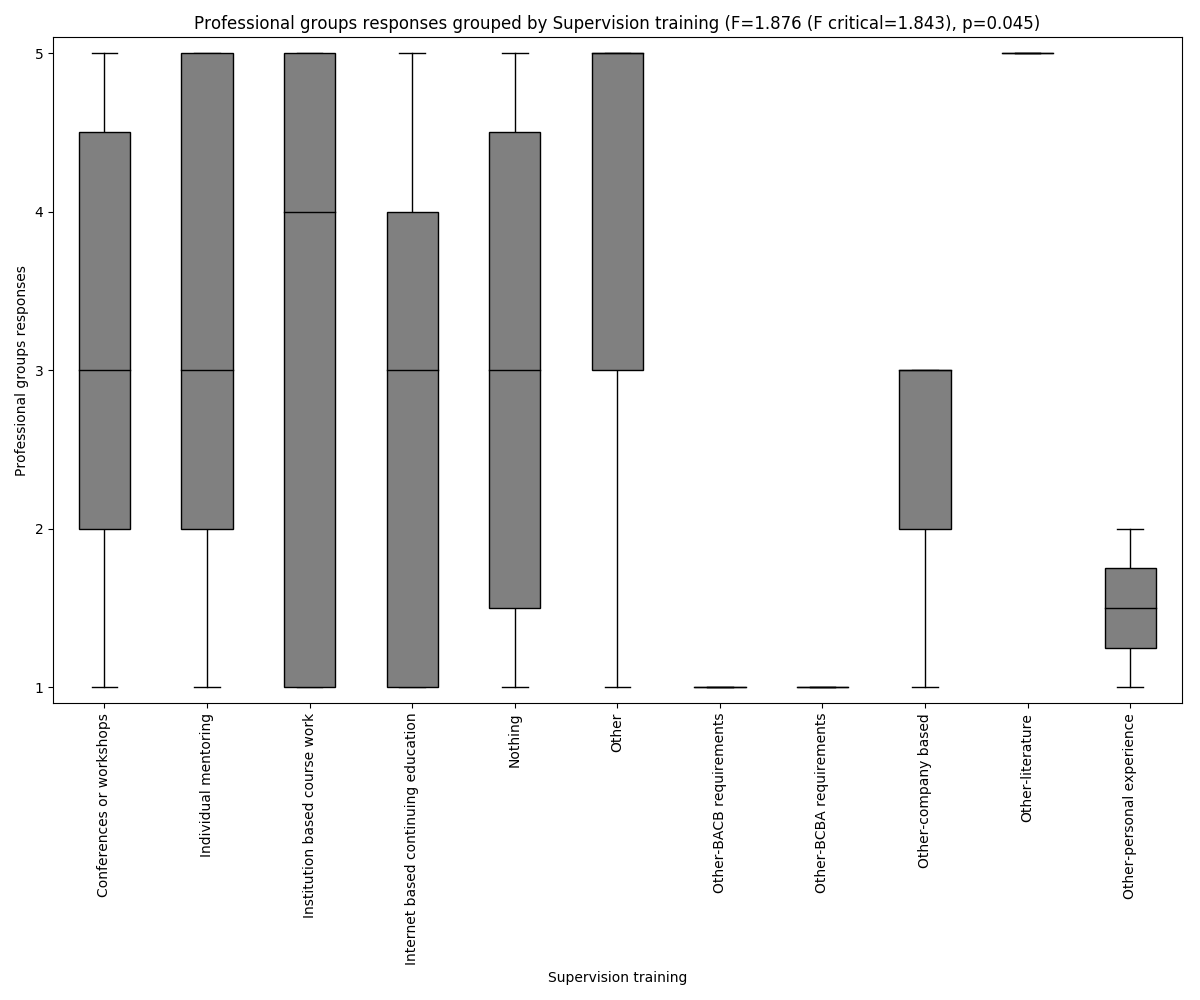 Professional groups responses grouped by Supervision training (F=1.876 (F critical=1.843), p=0.045)
Professional groups responses
5
4
3
2
1
Conferences or workshops
Individual mentoring
Institution based course work
Internet based continuing education
Nothing
Other
Other-BACB requirements
Other-BCBA requirements
Other-company based
Other-literature
Other-personal experience
Supervision training